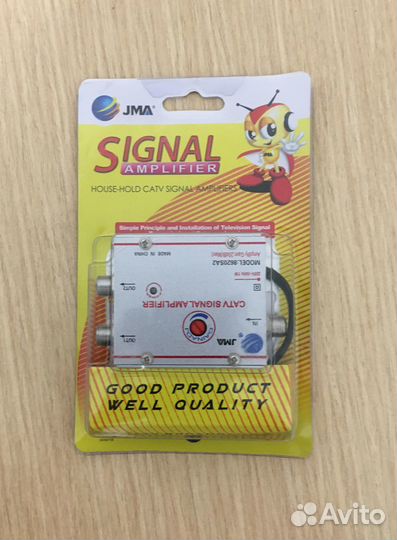 JMA
JMA
SIGNAL
AMPLIFIER
HOUSE-HOLD CATV SIGNAL AMPLIFIERS
Simple Principle and Installation of Television Signal
MADE IN CHINA
MODEL:8620SA2
OUT2
CATV SIGNAL AMPLIFIER
IN
OUT1
JMA
GOOD PRODUCT
WELL QUALITY
Avito